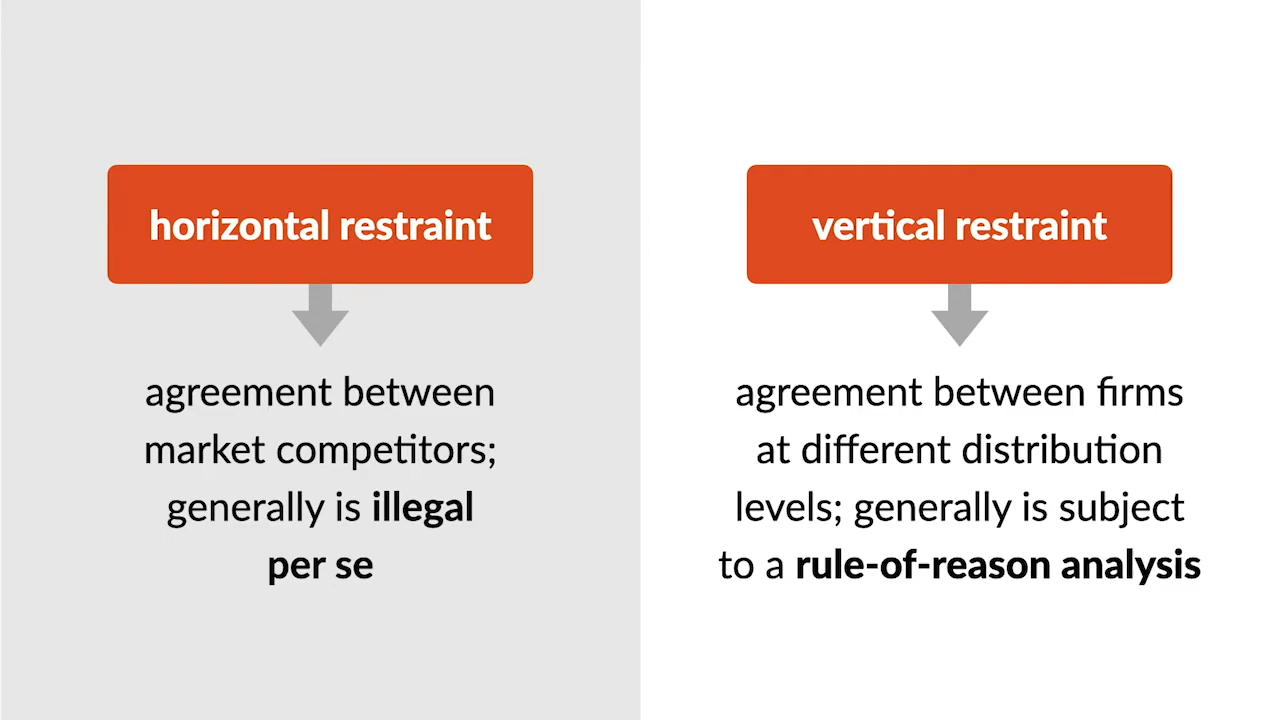 horizontal restraint
agreement between
market competitors;
generally is illegal
per se
vertical restraint
agreement between firms
at different distribution
levels; generally is subject
to a rule-of-reason analysis